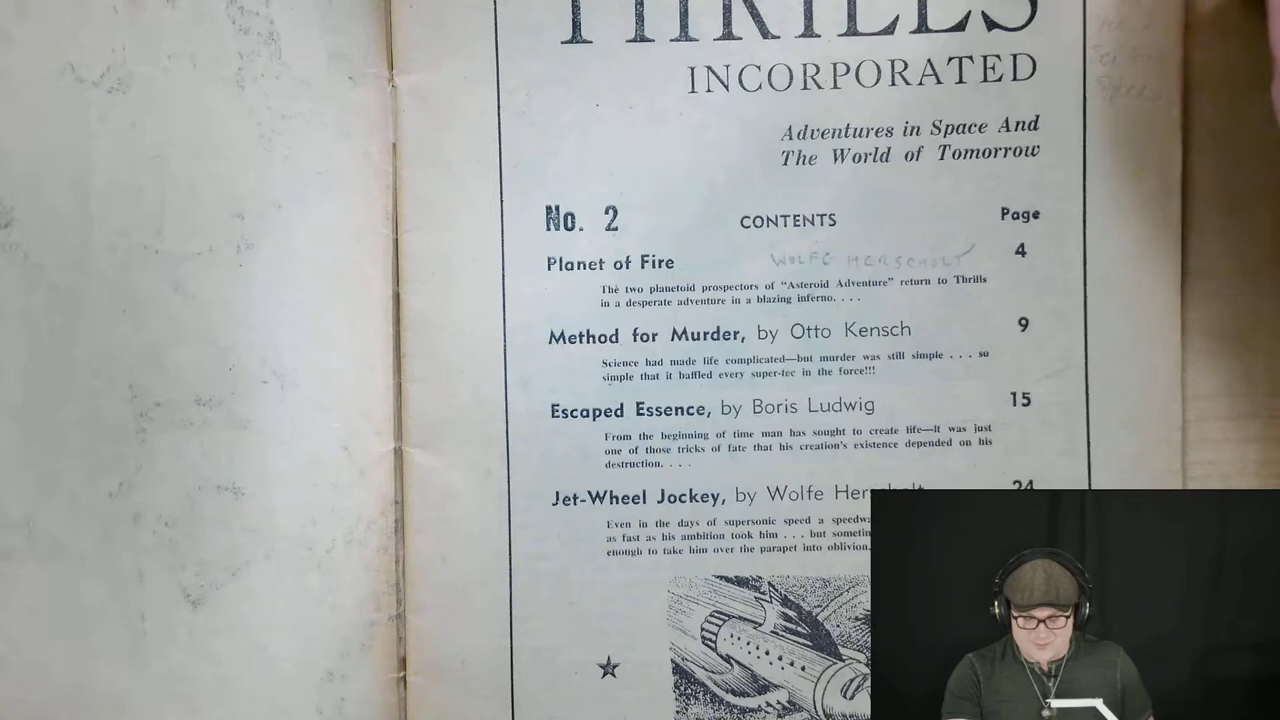 THRILLS
INCORPORATED
Adventures in Space And
The World of Tomorrow
No. 2 CONTENTS Page
Planet of Fire WOLFE HERSCHOLT 4
The two planetoid prospectors of "Asteroid Adventure" return to Thrills
in a desperate adventure in a blazing inferno. . . .
Method for Murder, by Otto Kensch 9
Science had made life complicated—but murder was still simple . . . so
simple that it baffled every super-tec in the force!!!
Escaped Essence, by Boris Ludwig 15
From the beginning of time man has sought to create life—It was just
one of those tricks of fate that his creation's existence depended on his
destruction. . . .
Jet-Wheel Jockey, by Wolfe Herscholt 24
Even in the days of supersonic speed a
as fast as his ambition took him . . . but
enough to take him over the parapet into oblivion.